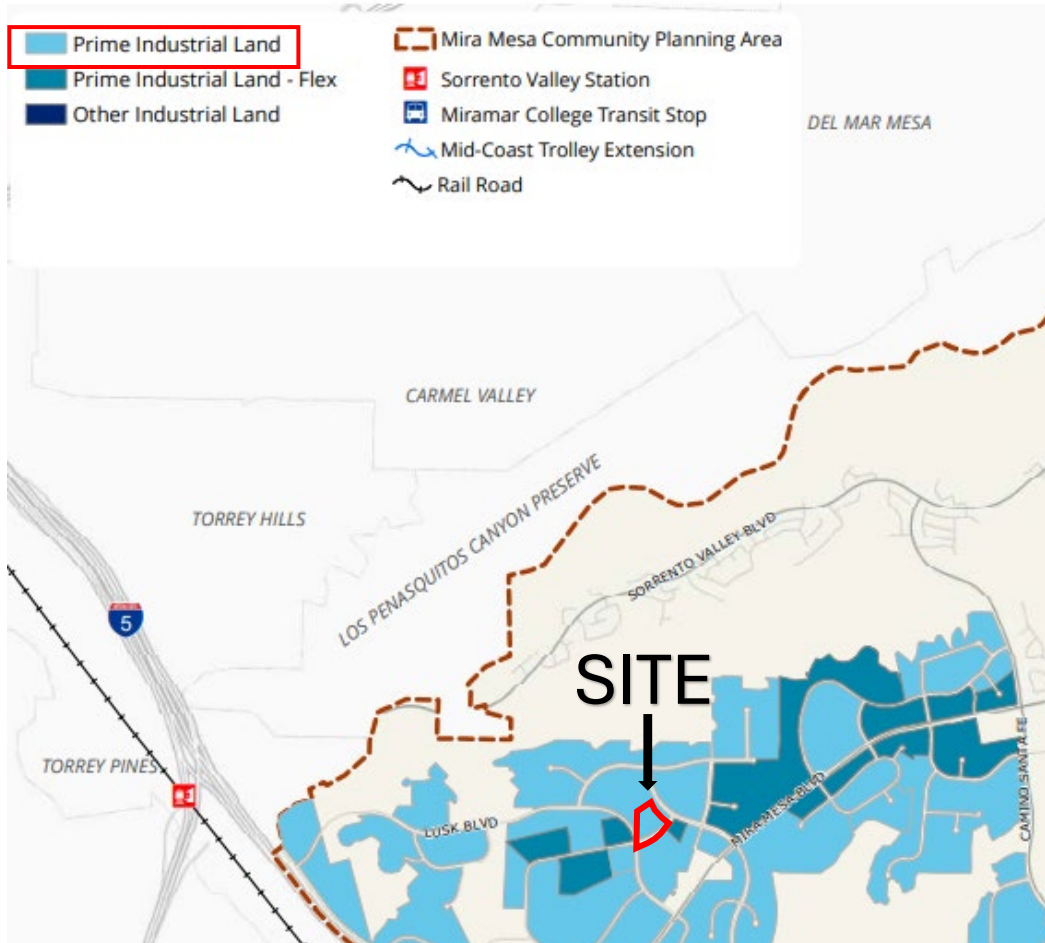 Prime Industrial Land
Prime Industrial Land - Flex
Other Industrial Land
Mira Mesa Community Planning Area
Sorrento Valley Station
Miramar College Transit Stop
Mid-Coast Trolley Extension
Rail Road
DEL MAR MESA
CARMEL VALLEY
LOS PENASQUITOS CANYON PRESERVE
TORREY HILLS
SORRENTO VALLEY BLVD
5
SITE
TORREY PINES
LUSK BLVD
MIRA MESA BLVD
CAMINO SANTA FE